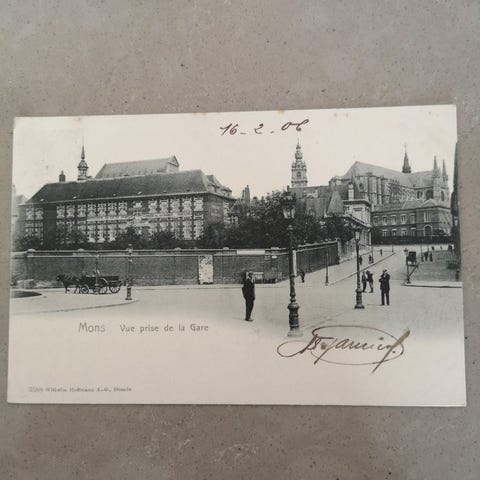 16-2-06
Mons Vue prise de la Gare
Wilhelm Hoffmann A.-G., Dresde